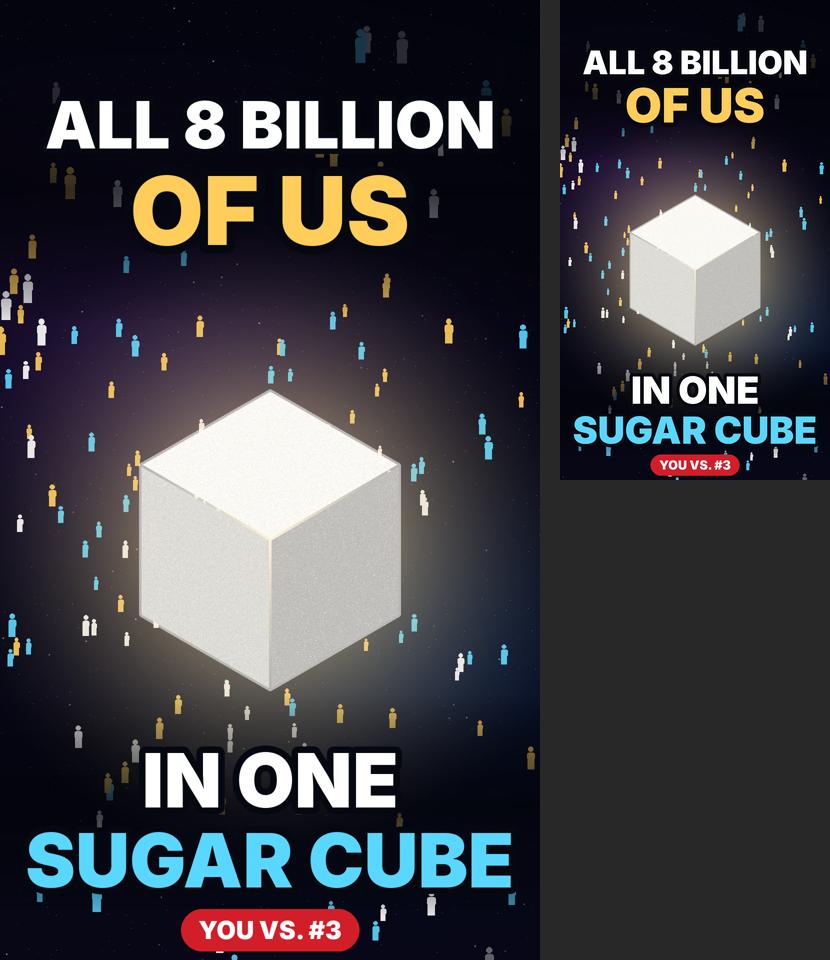 ALL 8 BILLION
OF US
IN ONE
SUGAR CUBE
YOU VS. #3
ALL 8 BILLION
OF US
IN ONE
SUGAR CUBE
YOU VS. #3